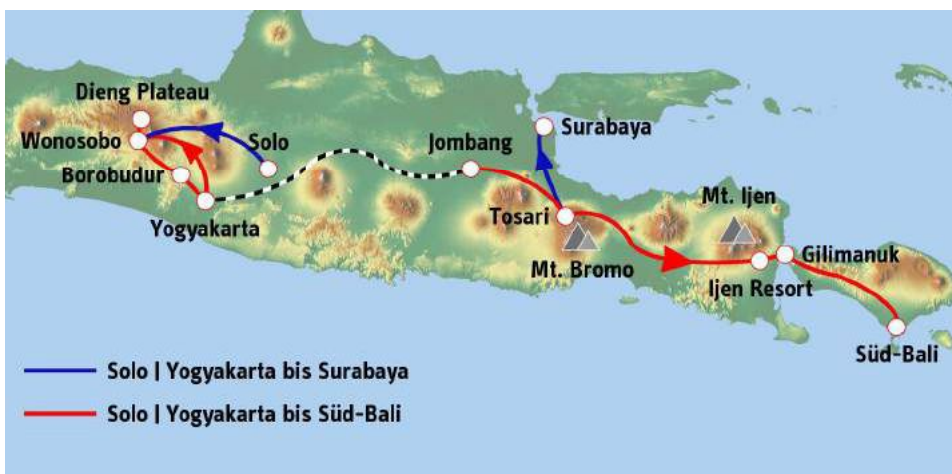 Dieng Plateau
Wonosobo
Solo
Borobudur
Yogyakarta
Jombang
Surabaya
Tosari
Mt. Bromo
Mt. Ijen
Gilimanuk
Ijen Resort
Süd-Bali
Solo | Yogyakarta bis Surabaya
Solo | Yogyakarta bis Süd-Bali